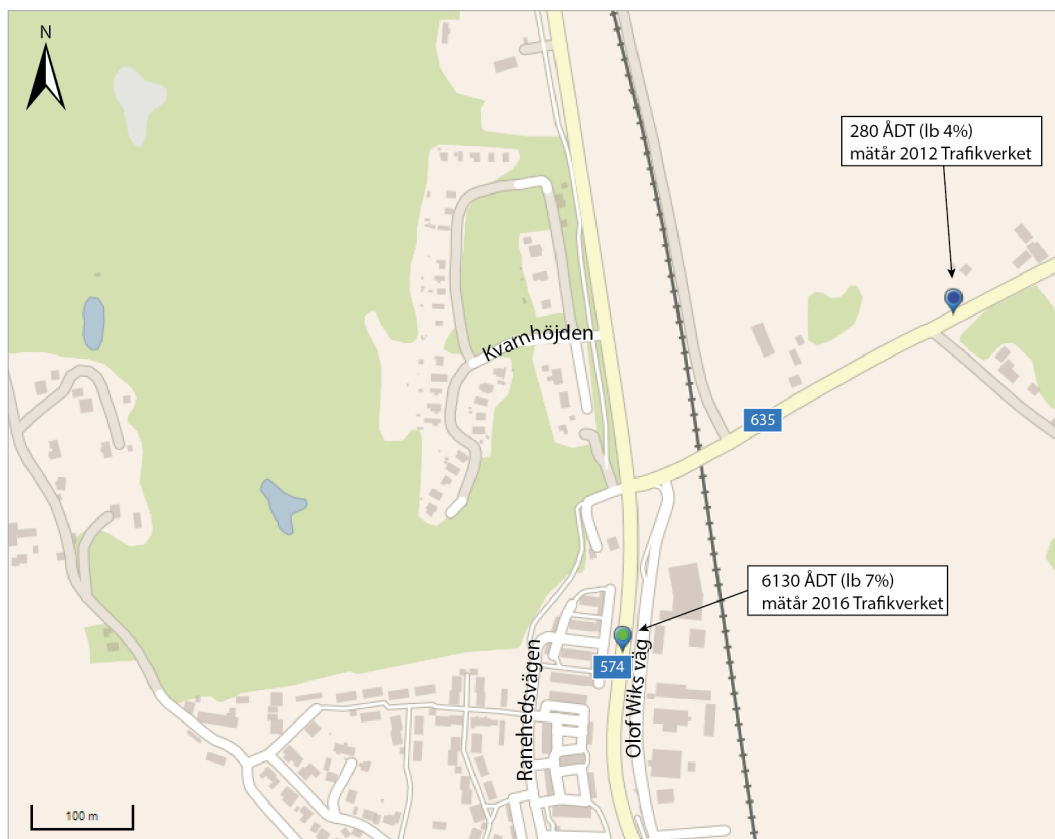 N
280 ÅDT (lb 4%)
mätår 2012 Trafikverket
Kvarnhöjden
635
6130 ÅDT (lb 7%)
mätår 2016 Trafikverket
574
Ranehedsvägen
Olof Wiks väg
100 m